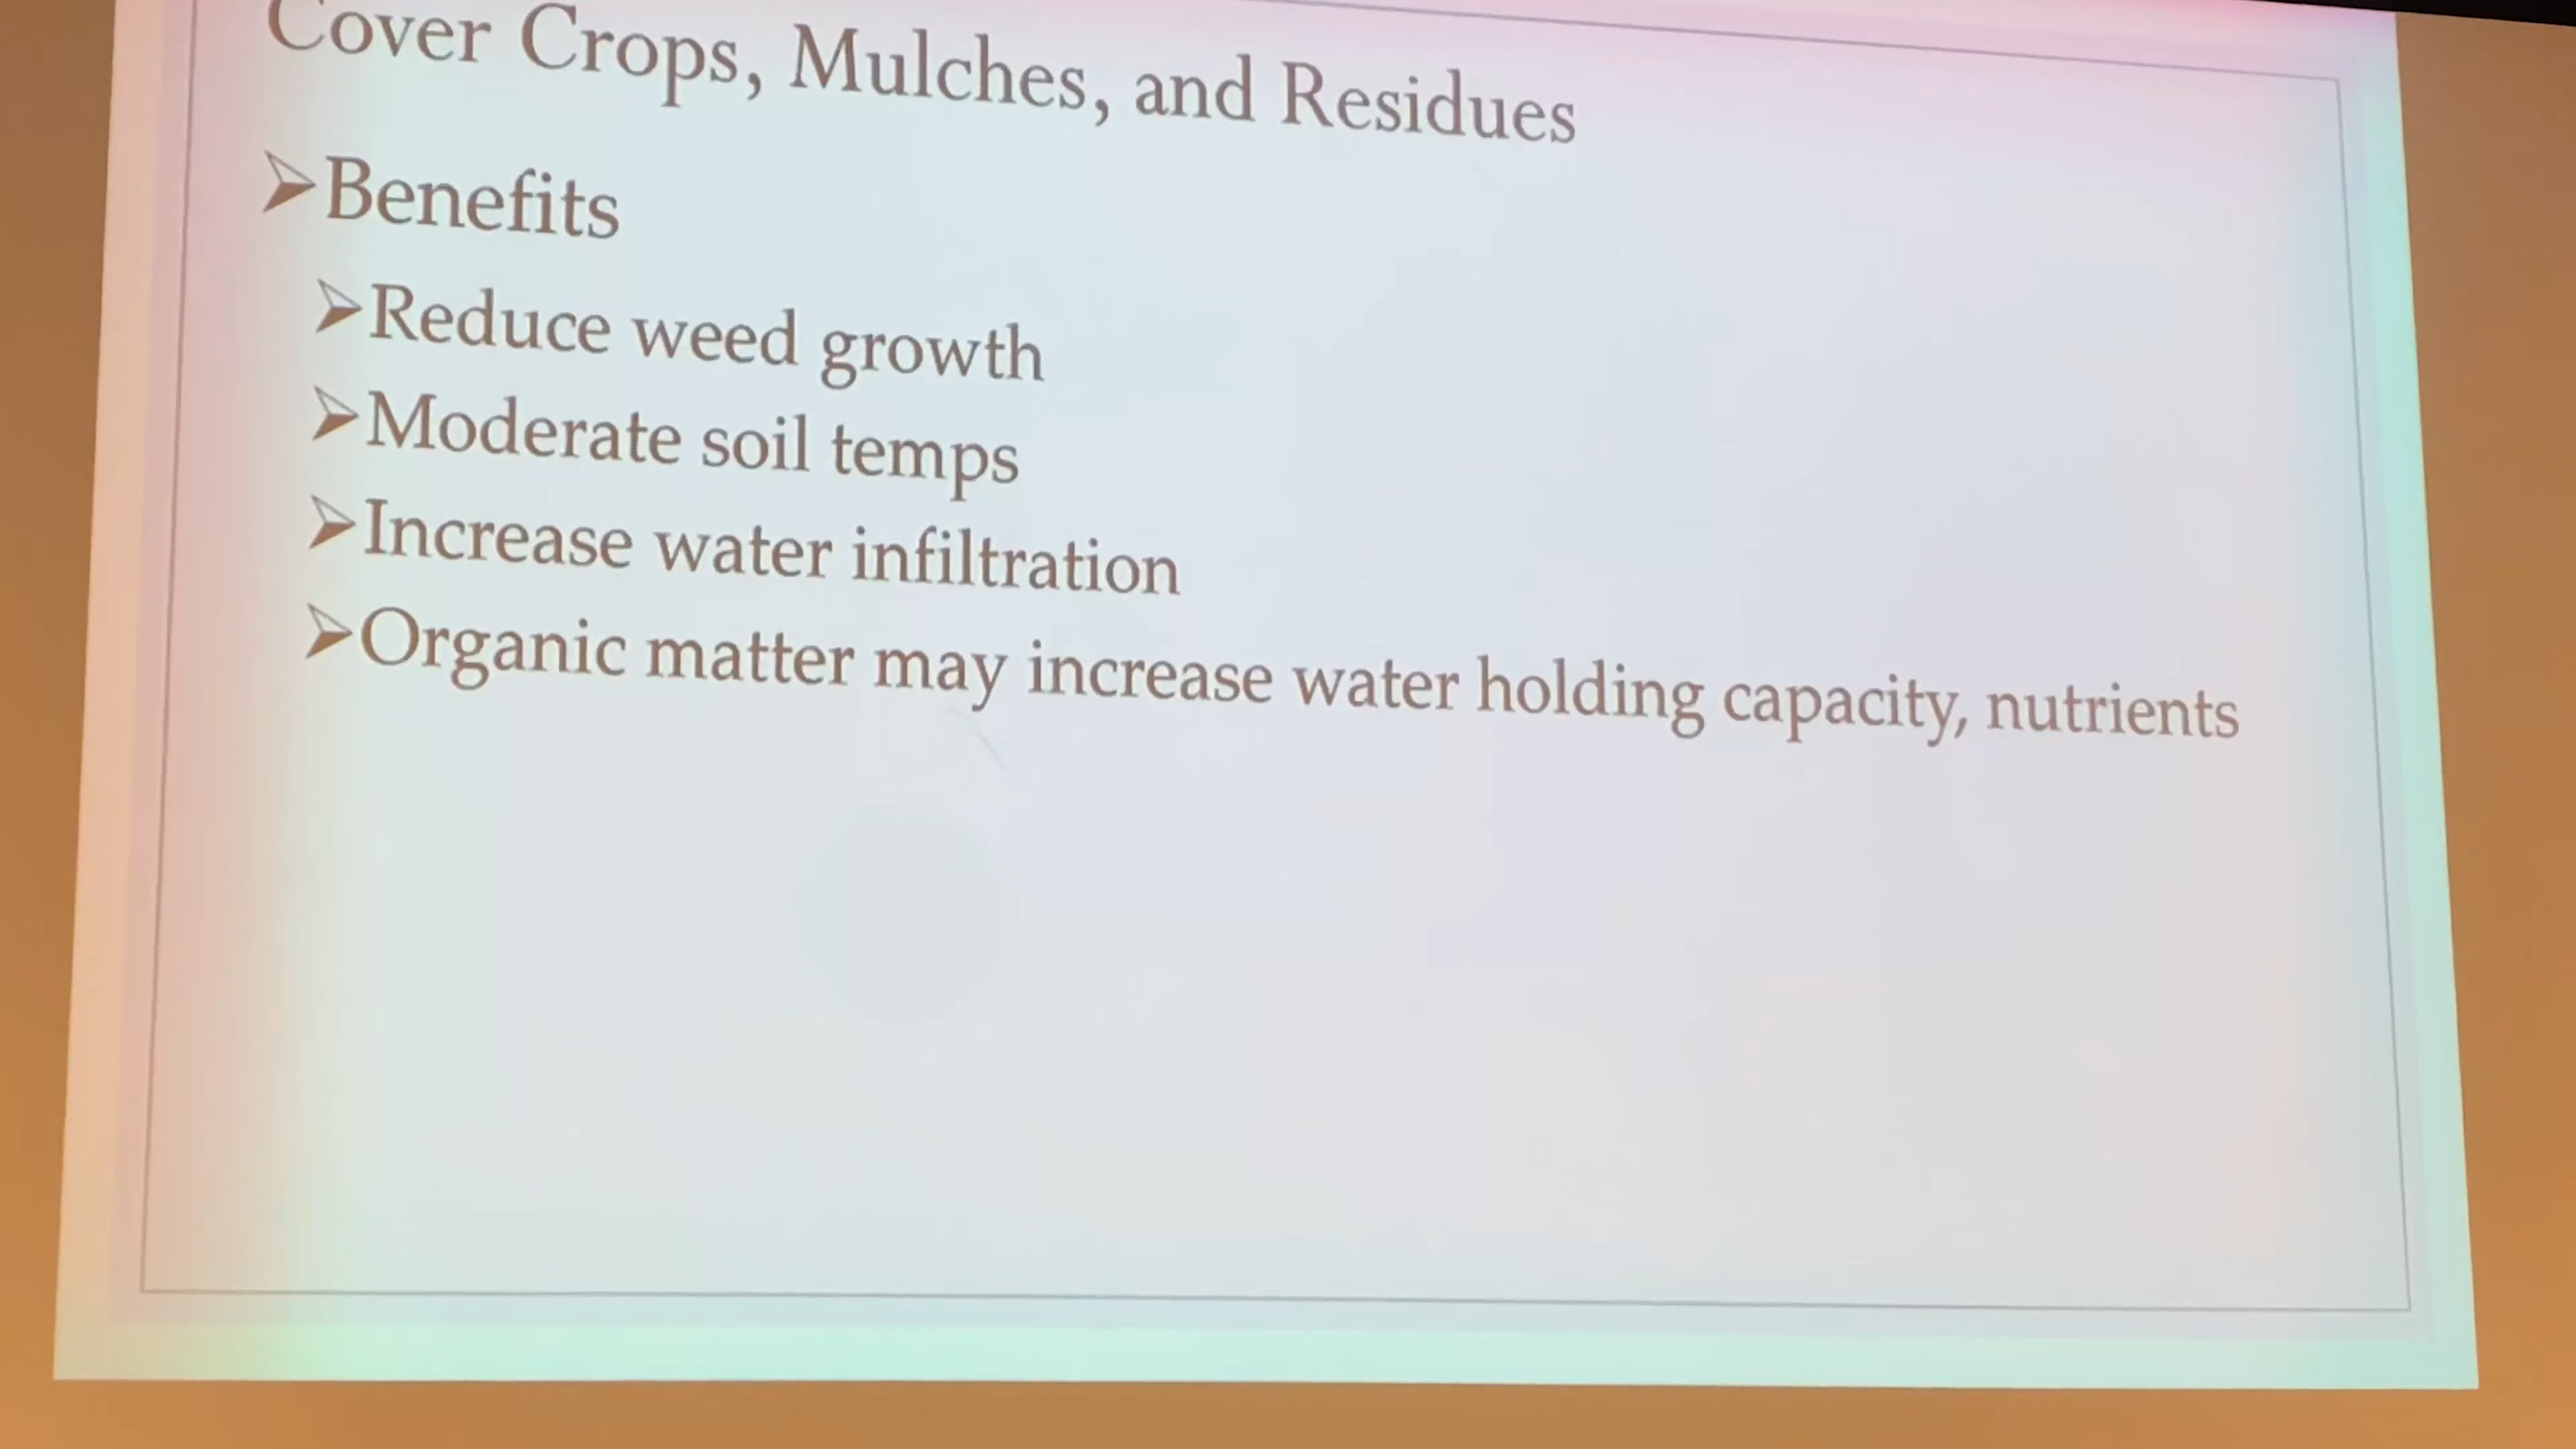 Cover Crops, Mulches, and Residues
➢Benefits
➢Reduce weed growth
➢Moderate soil temps
➢Increase water infiltration
➢Organic matter may increase water holding capacity, nutrients